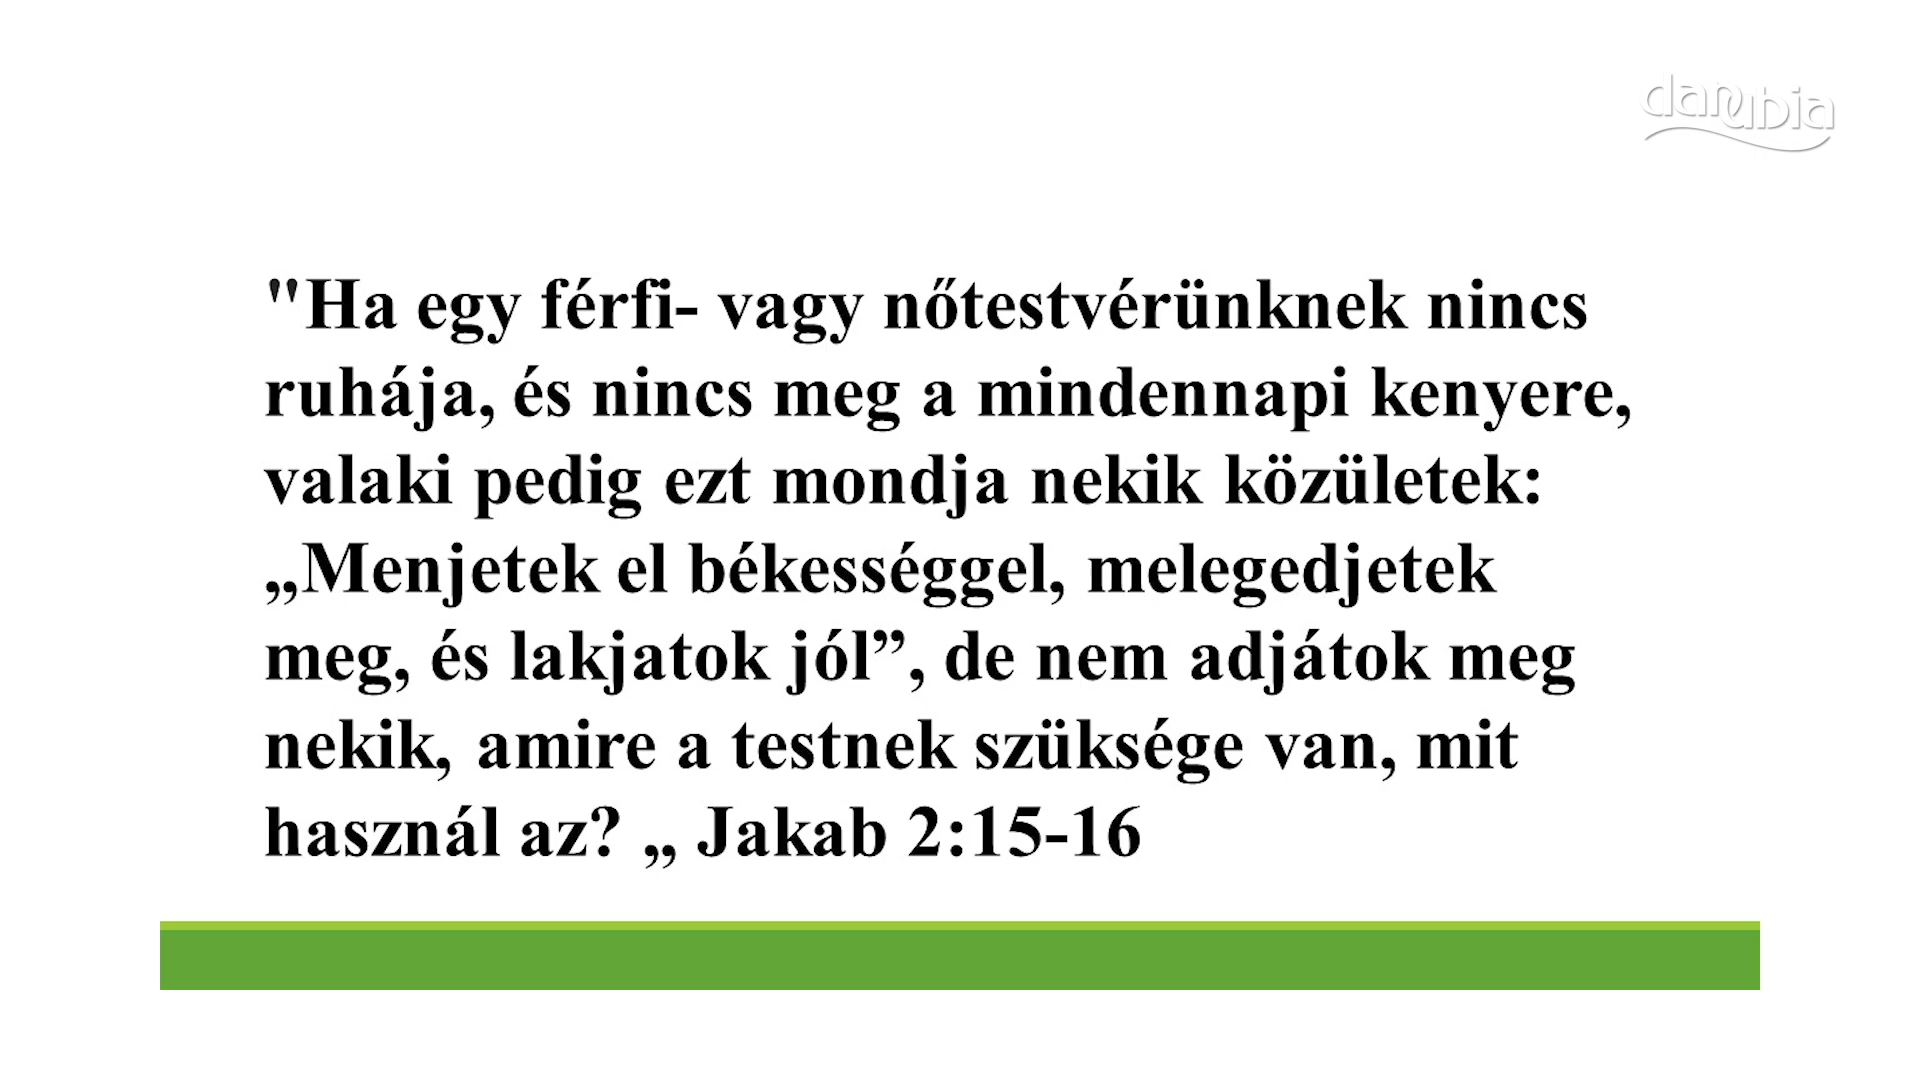 danubia
"Ha egy férfi- vagy nőtestvérünknek nincs
ruhája, és nincs meg a mindennapi kenyere,
valaki pedig ezt mondja nekik közületek:
„Menjetek el békességgel, melegedjetek
meg, és lakjatok jól”, de nem adjátok meg
nekik, amire a testnek szüksége van, mit
használ az? „ Jakab 2:15-16